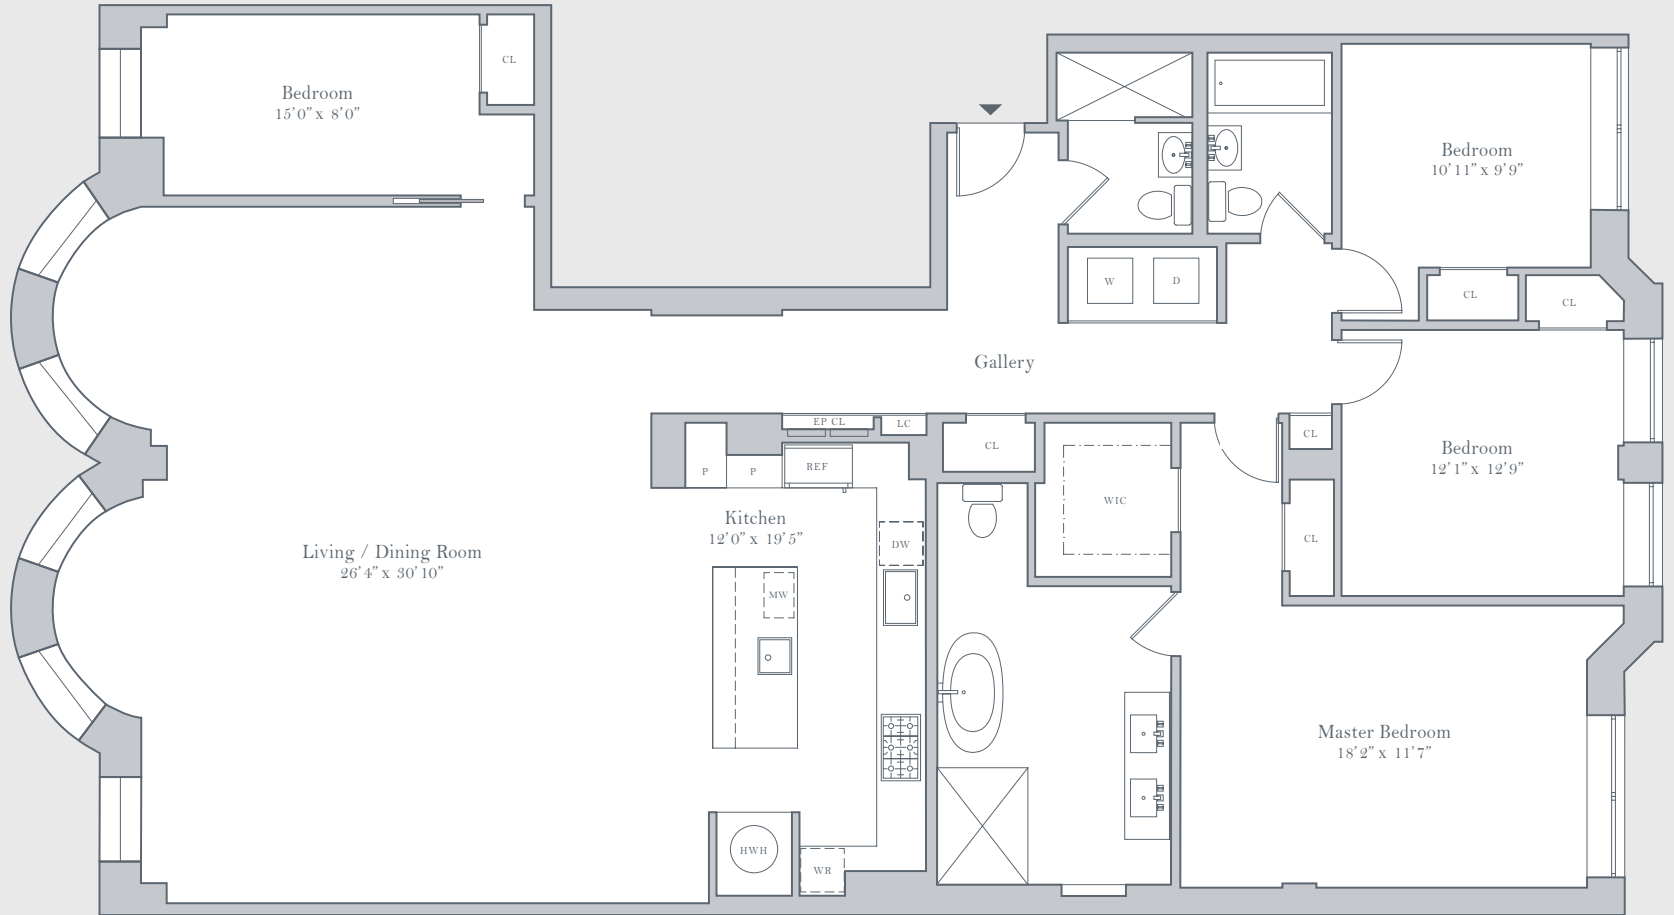 CL
Bedroom
15’0” x 8’0”
Bedroom
10’11” x 9’9”
W
D
CL
CL
Gallery
EP CL
LC
CL
CL
P
P
REF
WIC
Bedroom
12’1” x 12’9”
Kitchen
12’0” x 19’5”
DW
CL
Living / Dining Room
26’4” x 30’10”
MW
Master Bedroom
18’2” x 11’7”
HWH
WR